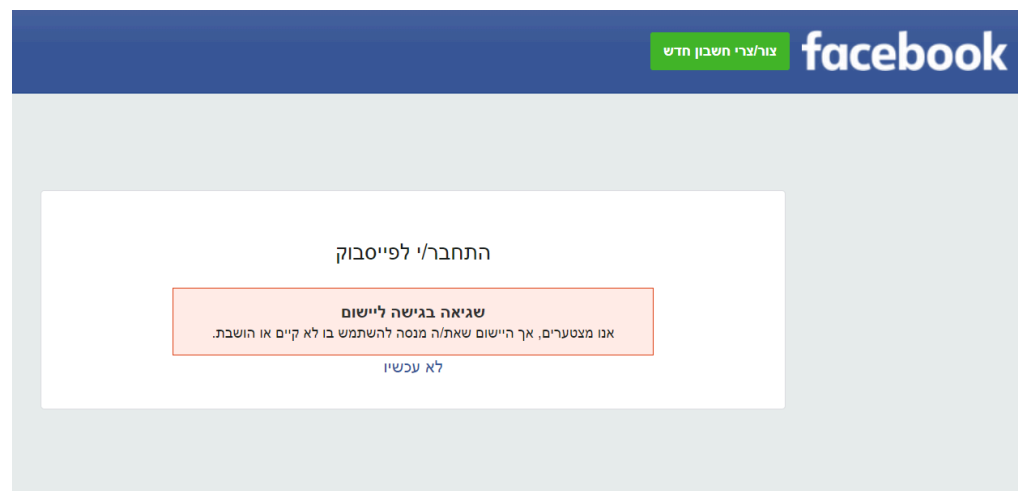 facebook
צור/צרי חשבון חדש
התחבר/י לפייסבוק
שגיאה בגישה ליישום
אנו מצטערים, אך היישום שאת/ה מנסה להשתמש בו לא קיים או הושבת.
לא עכשיו